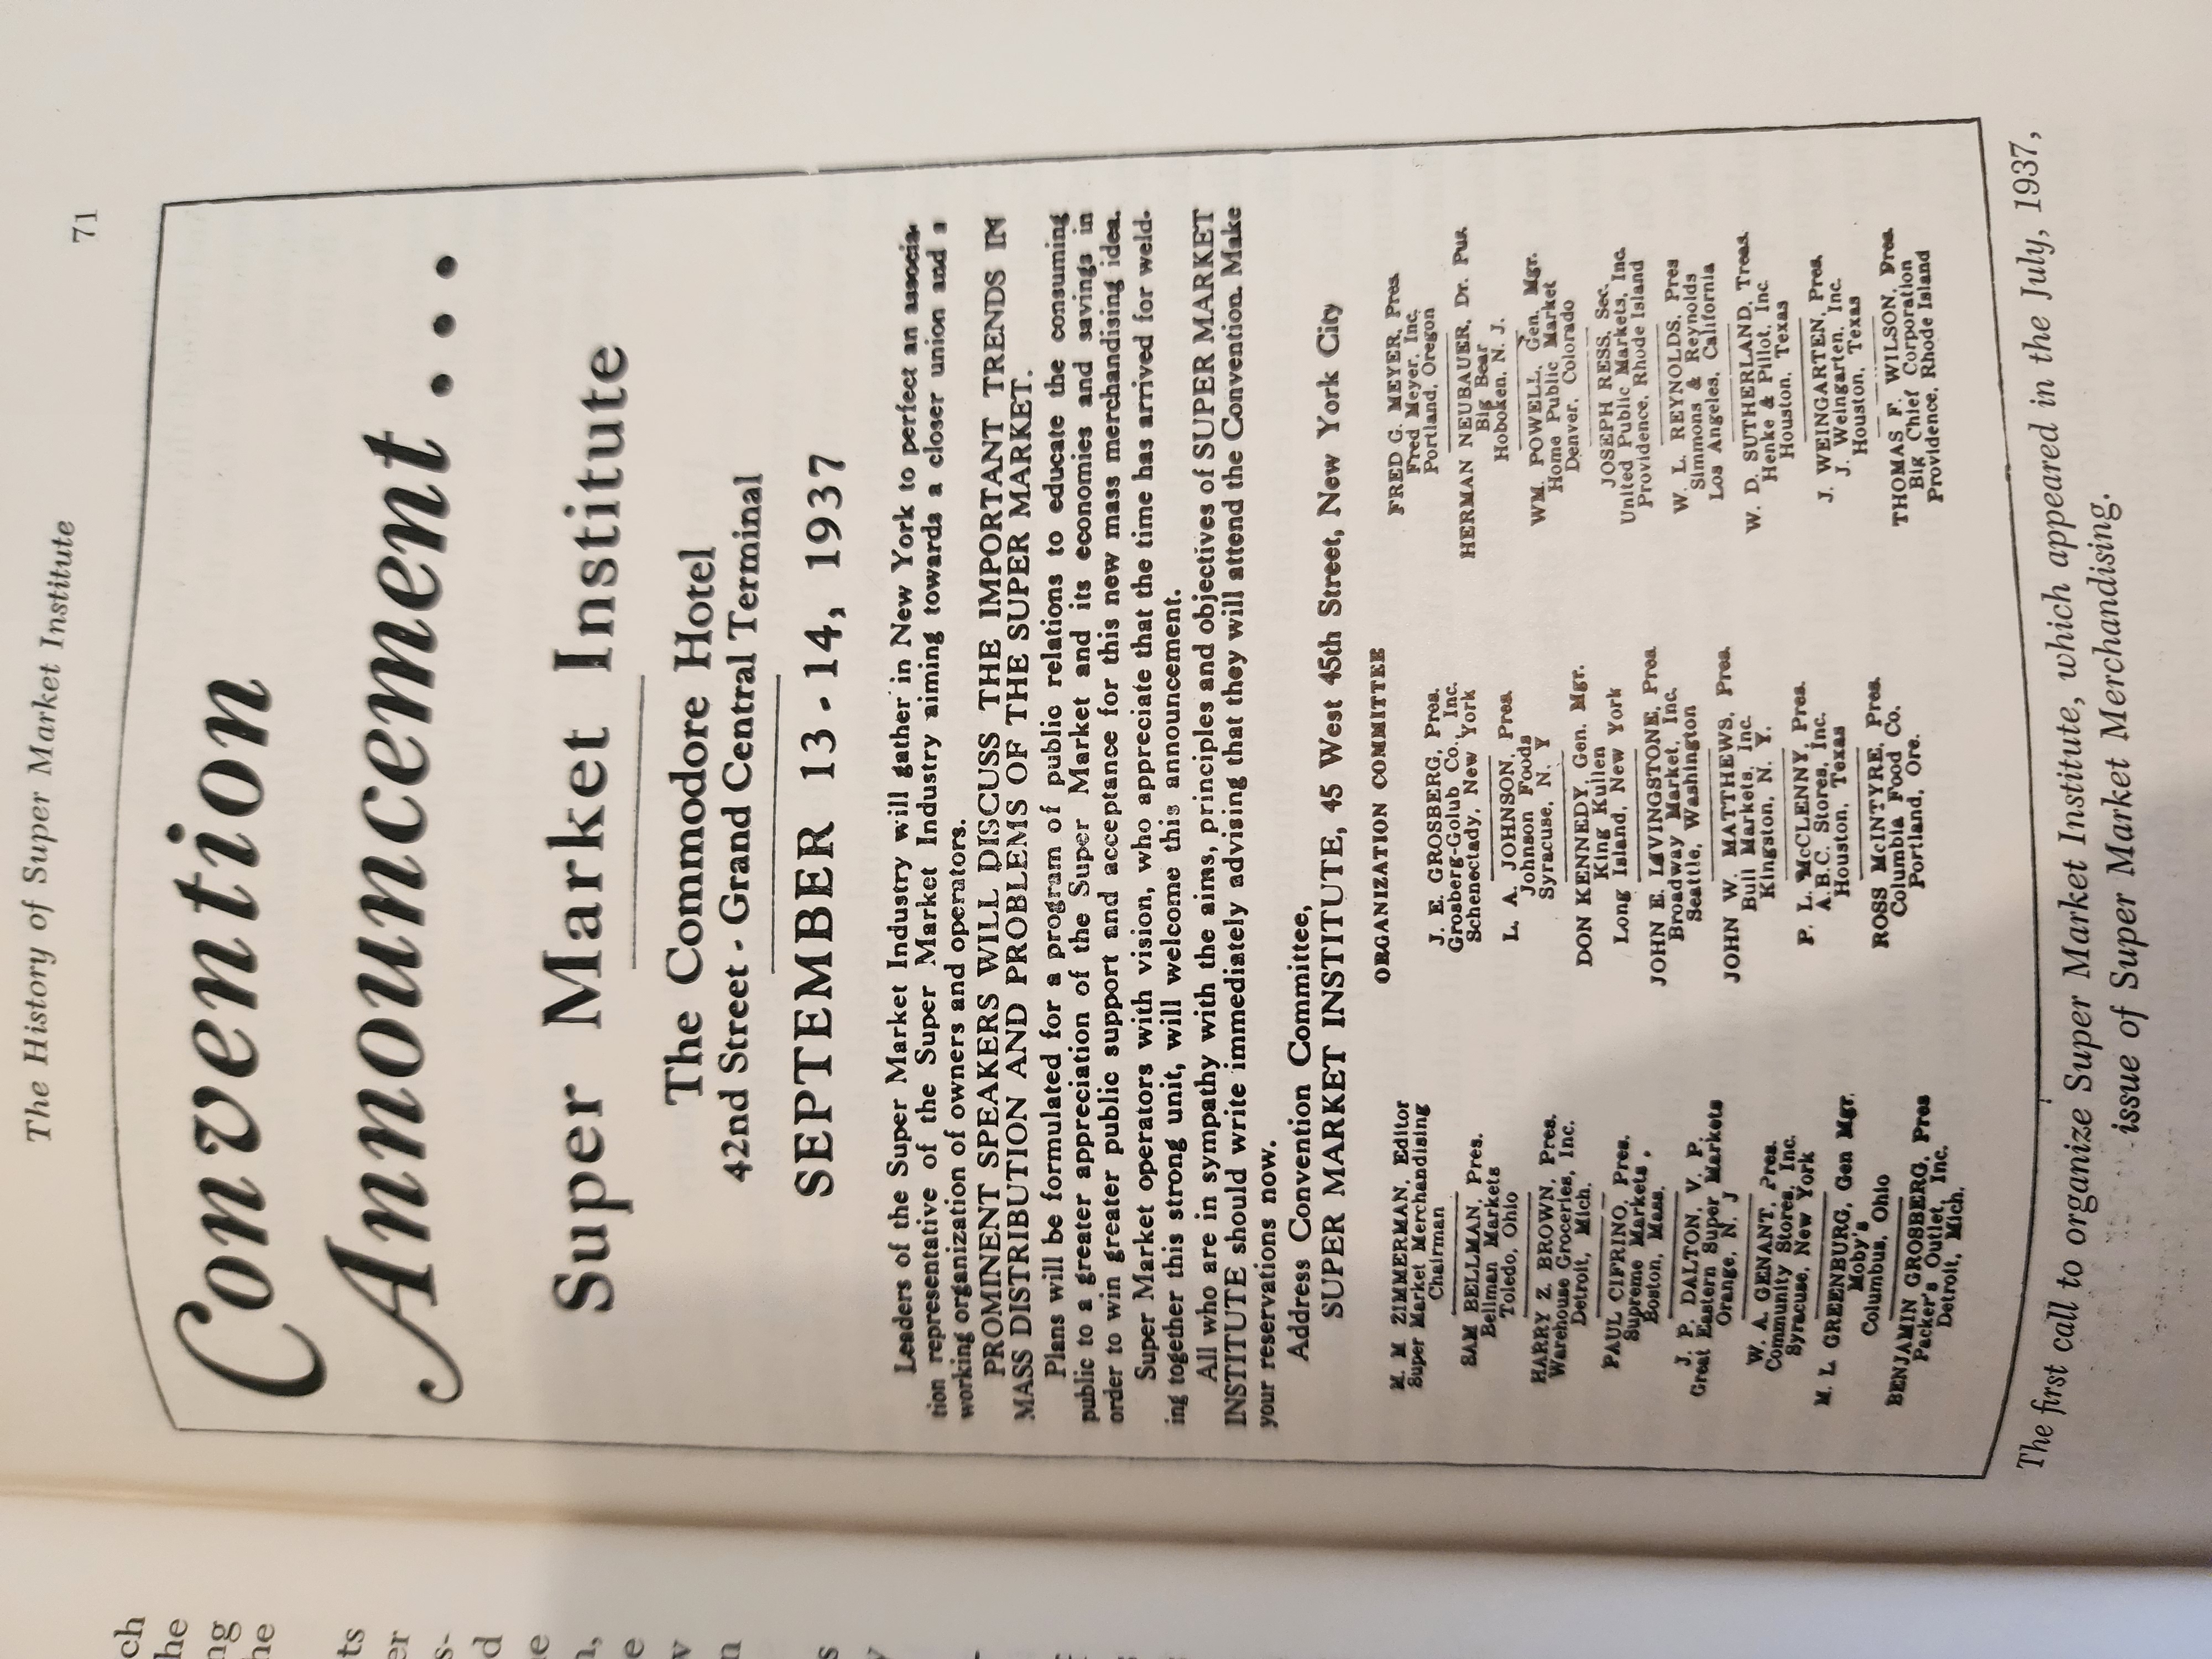 The History of Super Market Institute 71
Convention
Announcement . . .
Super Market Institute
The Commodore Hotel
42nd Street - Grand Central Terminal
SEPTEMBER 13 - 14, 1937
Leaders of the Super Market Industry will gather in New York to perfect an associa-
tion representative of the Super Market Industry aiming towards a closer union and a
working organization of owners and operators.
PROMINENT SPEAKERS WILL DISCUSS THE IMPORTANT TRENDS IN
MASS DISTRIBUTION AND PROBLEMS OF THE SUPER MARKET.
Plans will be formulated for a program of public relations to educate the consuming
public to a greater appreciation of the Super Market and its economies and savings in
order to win greater public support and acceptance for this new mass merchandising idea.
Super Market operators with vision, who appreciate that the time has arrived for weld-
ing together this strong unit, will welcome this announcement.
All who are in sympathy with the aims, principles and objectives of SUPER MARKET
INSTITUTE should write immediately advising that they will attend the Convention. Make
your reservations now.
Address Convention Committee,
SUPER MARKET INSTITUTE, 45 West 45th Street, New York City
ORGANIZATION COMMITTEE
M. M ZIMMERMAN, Editor
Super Market Merchandising
Chairman
SAM BELLMAN, Pres.
Bellman Markets
Toledo, Ohio
HARRY Z. BROWN, Pres.
Warehouse Groceries, Inc.
Detroit, Mich.
PAUL CIFRINO, Pres.
Supreme Markets,
Boston, Mass.
J. P. DALTON, V. P.
Great Eastern Super Markets
Orange, N. J
W. A. GENANT, Pres.
Community Stores, Inc.
Syracuse, New York
M. L GREENBURG, Gen Mgr.
Moby's
Columbus, Ohio
BENJAMIN GROSBERG, Pres
Packer's Outlet, Inc.
Detroit, Mich.
J. E. GROSBERG, Pres.
Grosberg-Golub Co., Inc.
Schenectady, New York
L. A. JOHNSON, Pres.
Johnson Foods
Syracuse, N. Y
DON KENNEDY, Gen. Mgr.
King Kullen
Long Island, New York
JOHN E. LIVINGSTONE, Pres
Broadway Market, Inc.
Seattle, Washington
JOHN W. MATTHEWS, Pres.
Bull Markets, Inc.
Kingston, N. Y.
P. L. McCLENNY, Pres.
A.B.C. Stores, Inc.
Houston, Texas
ROSS McINTYRE, Pres.
Columbia Food Co.
Portland, Ore.
FRED G. MEYER, Pres.
Fred Meyer, Inc.
Portland, Oregon
HERMAN NEUBAUER, Dr. Pur.
Big Bear
Hoboken, N. J.
WM. POWELL, Gen. Mgr.
Home Public Market
Denver, Colorado
JOSEPH RESS, Sec.
United Public Markets, Inc.
Providence, Rhode Island
W. L. REYNOLDS, Pres
Simmons & Reynolds
Los Angeles, California
W. D. SUTHERLAND, Treas.
Henke & Pillot, Inc
Houston, Texas
J. WEINGARTEN, Pres.
J. Weingarten, Inc.
Houston, Texas
THOMAS F. WILSON, Pres.
Big Chief Corporation
Providence, Rhode Island
The first call to organize Super Market Institute, which appeared in the July, 1937,
issue of Super Market Merchandising.